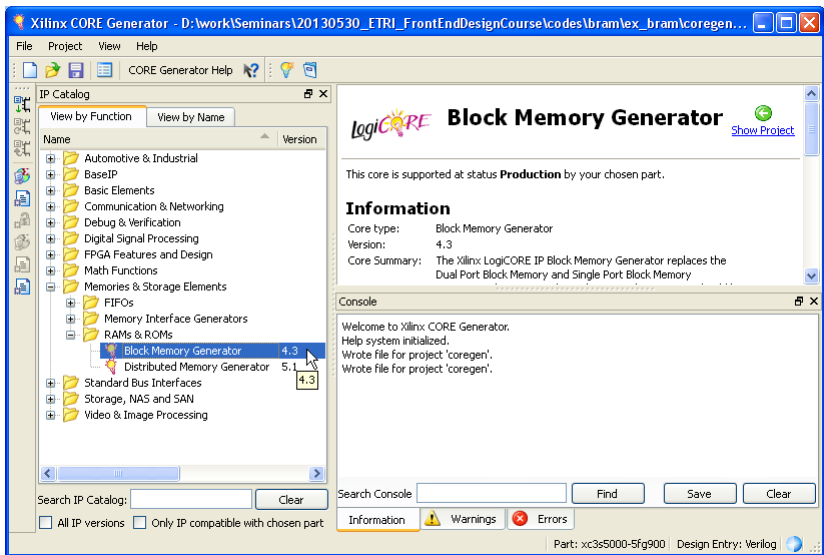 Xilinx CORE Generator - D:\work\Seminars\20130530_ETRI_FrontEndDesignCourse\codes\bram\ex_bram\coregen...
File Project View Help
CORE Generator Help
IP Catalog
View by Function View by Name
Name Version
Automotive & Industrial
BaseIP
Basic Elements
Communication & Networking
Debug & Verification
Digital Signal Processing
FPGA Features and Design
Math Functions
Memories & Storage Elements
FIFOs
Memory Interface Generators
RAMs & ROMs
Block Memory Generator 4.3
Distributed Memory Generator 5.1
4.3
Standard Bus Interfaces
Storage, NAS and SAN
Video & Image Processing
Search IP Catalog: Clear
All IP versions Only IP compatible with chosen part
logiCORE Block Memory Generator
Show Project
This core is supported at status Production by your chosen part.
Information
Core type: Block Memory Generator
Version: 4.3
Core Summary: The Xilinx LogiCORE IP Block Memory Generator replaces the
Dual Port Block Memory and Single Port Block Memory
Console
Welcome to Xilinx CORE Generator.
Help system initialized.
Wrote file for project 'coregen'.
Wrote file for project 'coregen'.
Search Console Find Save Clear
Information Warnings Errors
Part: xc3s5000-5fg900 Design Entry: Verilog